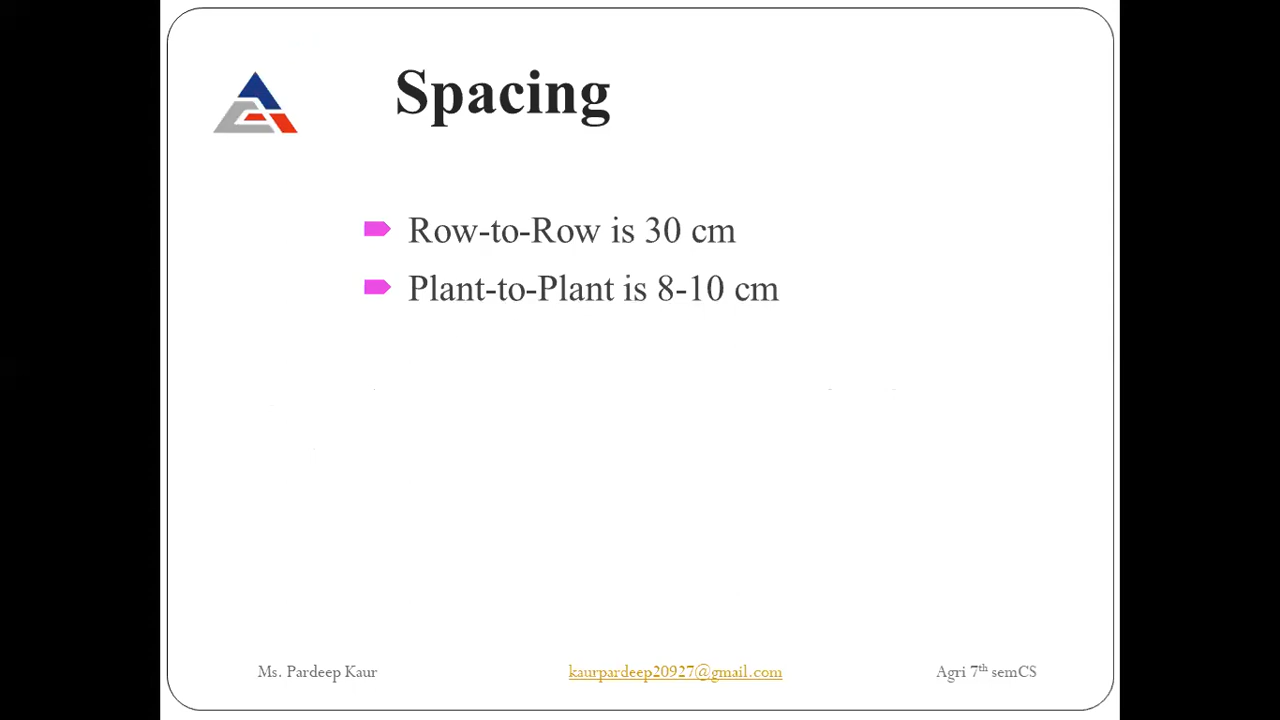 Spacing
Row-to-Row is 30 cm
Plant-to-Plant is 8-10 cm
Ms. Pardeep Kaur
kaurpardeep20927@gmail.com
Agri 7th semCS